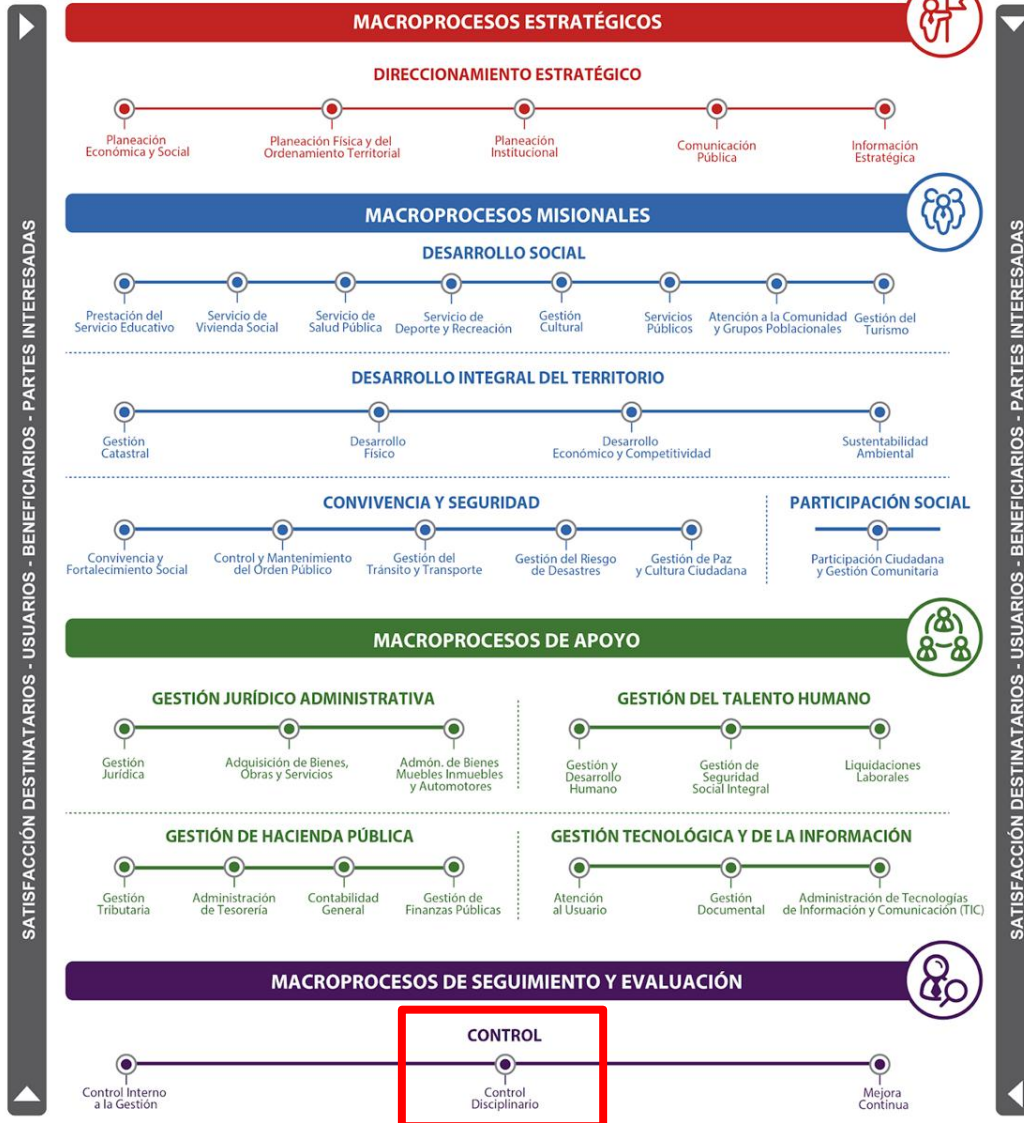 MACROPROCESOS ESTRATÉGICOS
DIRECCIONAMIENTO ESTRATÉGICO
Planeación
Económica y Social
Planeación Física y del
Ordenamiento Territorial
Planeación
Institucional
Comunicación
Pública
Información
Estratégica
MACROPROCESOS MISIONALES
DESARROLLO SOCIAL
Prestación del
Servicio Educativo
Servicio de
Vivienda Social
Servicio de
Salud Pública
Servicio de
Deporte y Recreación
Gestión
Cultural
Servicios
Públicos
Atención a la Comunidad
y Grupos Poblacionales
Gestión del
Turismo
DESARROLLO INTEGRAL DEL TERRITORIO
Gestión
Catastral
Desarrollo
Físico
Desarrollo
Económico y Competitividad
Sustentabilidad
Ambiental
CONVIVENCIA Y SEGURIDAD
Convivencia y
Fortalecimiento Social
Control y Mantenimiento
del Orden Público
Gestión del
Tránsito y Transporte
Gestión del Riesgo
de Desastres
Gestión de Paz
y Cultura Ciudadana
PARTICIPACIÓN SOCIAL
Participación Ciudadana
y Gestión Comunitaria
MACROPROCESOS DE APOYO
GESTIÓN JURÍDICO ADMINISTRATIVA
Gestión
Jurídica
Adquisición de Bienes,
Obras y Servicios
Admón. de Bienes
Muebles Inmuebles
y Automotores
GESTIÓN DEL TALENTO HUMANO
Gestión y
Desarrollo
Humano
Gestión de
Seguridad
Social Integral
Liquidaciones
Laborales
GESTIÓN DE HACIENDA PÚBLICA
Gestión
Tributaria
Administración
de Tesorería
Contabilidad
General
Gestión de
Finanzas Públicas
GESTIÓN TECNOLÓGICA Y DE LA INFORMACIÓN
Atención
al Usuario
Gestión
Documental
Administración de Tecnologías
de Información y Comunicación (TIC)
MACROPROCESOS DE SEGUIMIENTO Y EVALUACIÓN
CONTROL
Control Interno
a la Gestión
Control
Disciplinario
Mejora
Continua
SATISFACCIÓN DESTINATARIOS - USUARIOS - BENEFICIARIOS - PARTES INTERESADAS
SATISFACCIÓN DESTINATARIOS - USUARIOS - BENEFICIARIOS - PARTES INTERESADAS